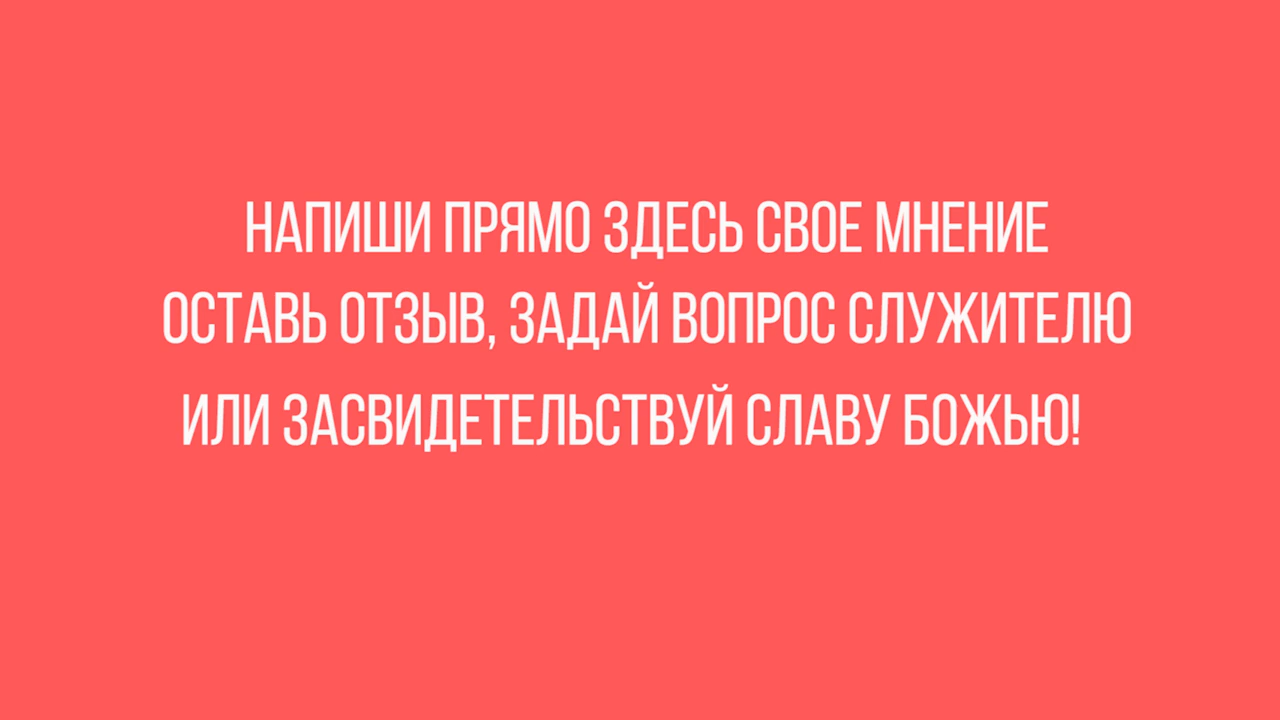 НАПИШИ ПРЯМО ЗДЕСЬ СВОЕ МНЕНИЕ
ОСТАВЬ ОТЗЫВ, ЗАДАЙ ВОПРОС СЛУЖИТЕЛЮ
ИЛИ ЗАСВИДЕТЕЛЬСТВУЙ СЛАВУ БОЖЬЮ!